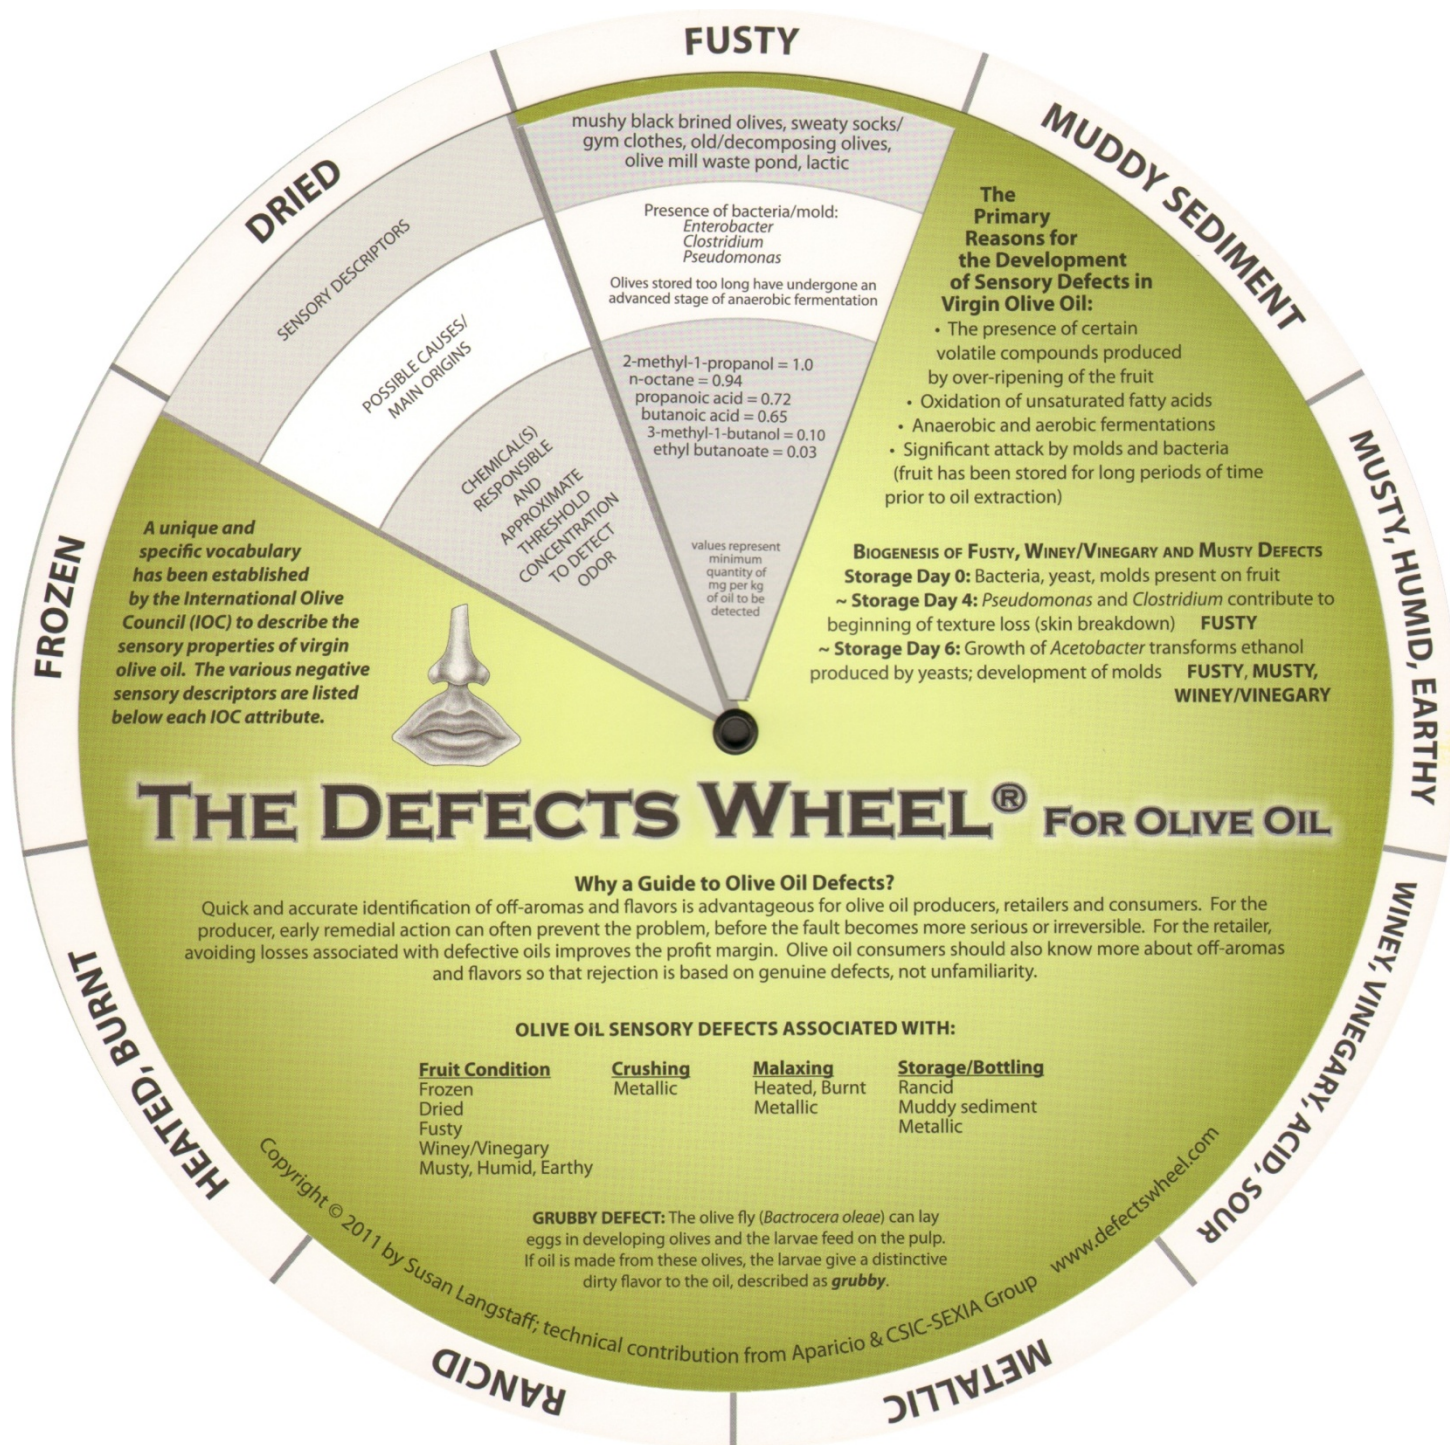 FUSTY
MUDDY SEDIMENT
MUSTY, HUMID, EARTHY
WINEY, VINEGARY, ACID, SOUR
METALLIC
RANCID
HEATED, BURNT
FROZEN
DRIED
SENSORY DESCRIPTORS
POSSIBLE CAUSES/
MAIN ORIGINS
CHEMICAL(S)
RESPONSIBLE
AND
APPROXIMATE
THRESHOLD
CONCENTRATION
TO DETECT
ODOR
mushy black brined olives, sweaty socks/
gym clothes, old/decomposing olives,
olive mill waste pond, lactic
Presence of bacteria/mold:
Enterobacter
Clostridium
Pseudomonas
Olives stored too long have undergone an
advanced stage of anaerobic fermentation
2-methyl-1-propanol = 1.0
n-octane = 0.94
propanoic acid = 0.72
butanoic acid = 0.65
3-methyl-1-butanol = 0.10
ethyl butanoate = 0.03
values represent
minimum
quantity of
mg per kg
of oil to be
detected
The
Primary
Reasons for
the Development
of Sensory Defects in
Virgin Olive Oil:
• The presence of certain
volatile compounds produced
by over-ripening of the fruit
• Oxidation of unsaturated fatty acids
• Anaerobic and aerobic fermentations
• Significant attack by molds and bacteria
(fruit has been stored for long periods of time
prior to oil extraction)
BIOGENESIS OF FUSTY, WINEY/VINEGARY AND MUSTY DEFECTS
Storage Day 0: Bacteria, yeast, molds present on fruit
~ Storage Day 4: Pseudomonas and Clostridium contribute to
beginning of texture loss (skin breakdown) FUSTY
~ Storage Day 6: Growth of Acetobacter transforms ethanol
produced by yeasts; development of molds FUSTY, MUSTY,
WINEY/VINEGARY
A unique and
specific vocabulary
has been established
by the International Olive
Council (IOC) to describe the
sensory properties of virgin
olive oil. The various negative
sensory descriptors are listed
below each IOC attribute.
THE DEFECTS WHEEL® FOR OLIVE OIL
Why a Guide to Olive Oil Defects?
Quick and accurate identification of off-aromas and flavors is advantageous for olive oil producers, retailers and consumers. For the
producer, early remedial action can often prevent the problem, before the fault becomes more serious or irreversible. For the retailer,
avoiding losses associated with defective oils improves the profit margin. Olive oil consumers should also know more about off-aromas
and flavors so that rejection is based on genuine defects, not unfamiliarity.
OLIVE OIL SENSORY DEFECTS ASSOCIATED WITH:
Fruit Condition
Frozen
Dried
Fusty
Winey/Vinegary
Musty, Humid, Earthy
Crushing
Metallic
Malaxing
Heated, Burnt
Metallic
Storage/Bottling
Rancid
Muddy sediment
Metallic
GRUBBY DEFECT: The olive fly (Bactrocera oleae) can lay
eggs in developing olives and the larvae feed on the pulp.
If oil is made from these olives, the larvae give a distinctive
dirty flavor to the oil, described as grubby.
Copyright © 2011 by Susan Langstaff; technical contribution from Aparicio & CSIC-SEXIA Group www.defectswheel.com